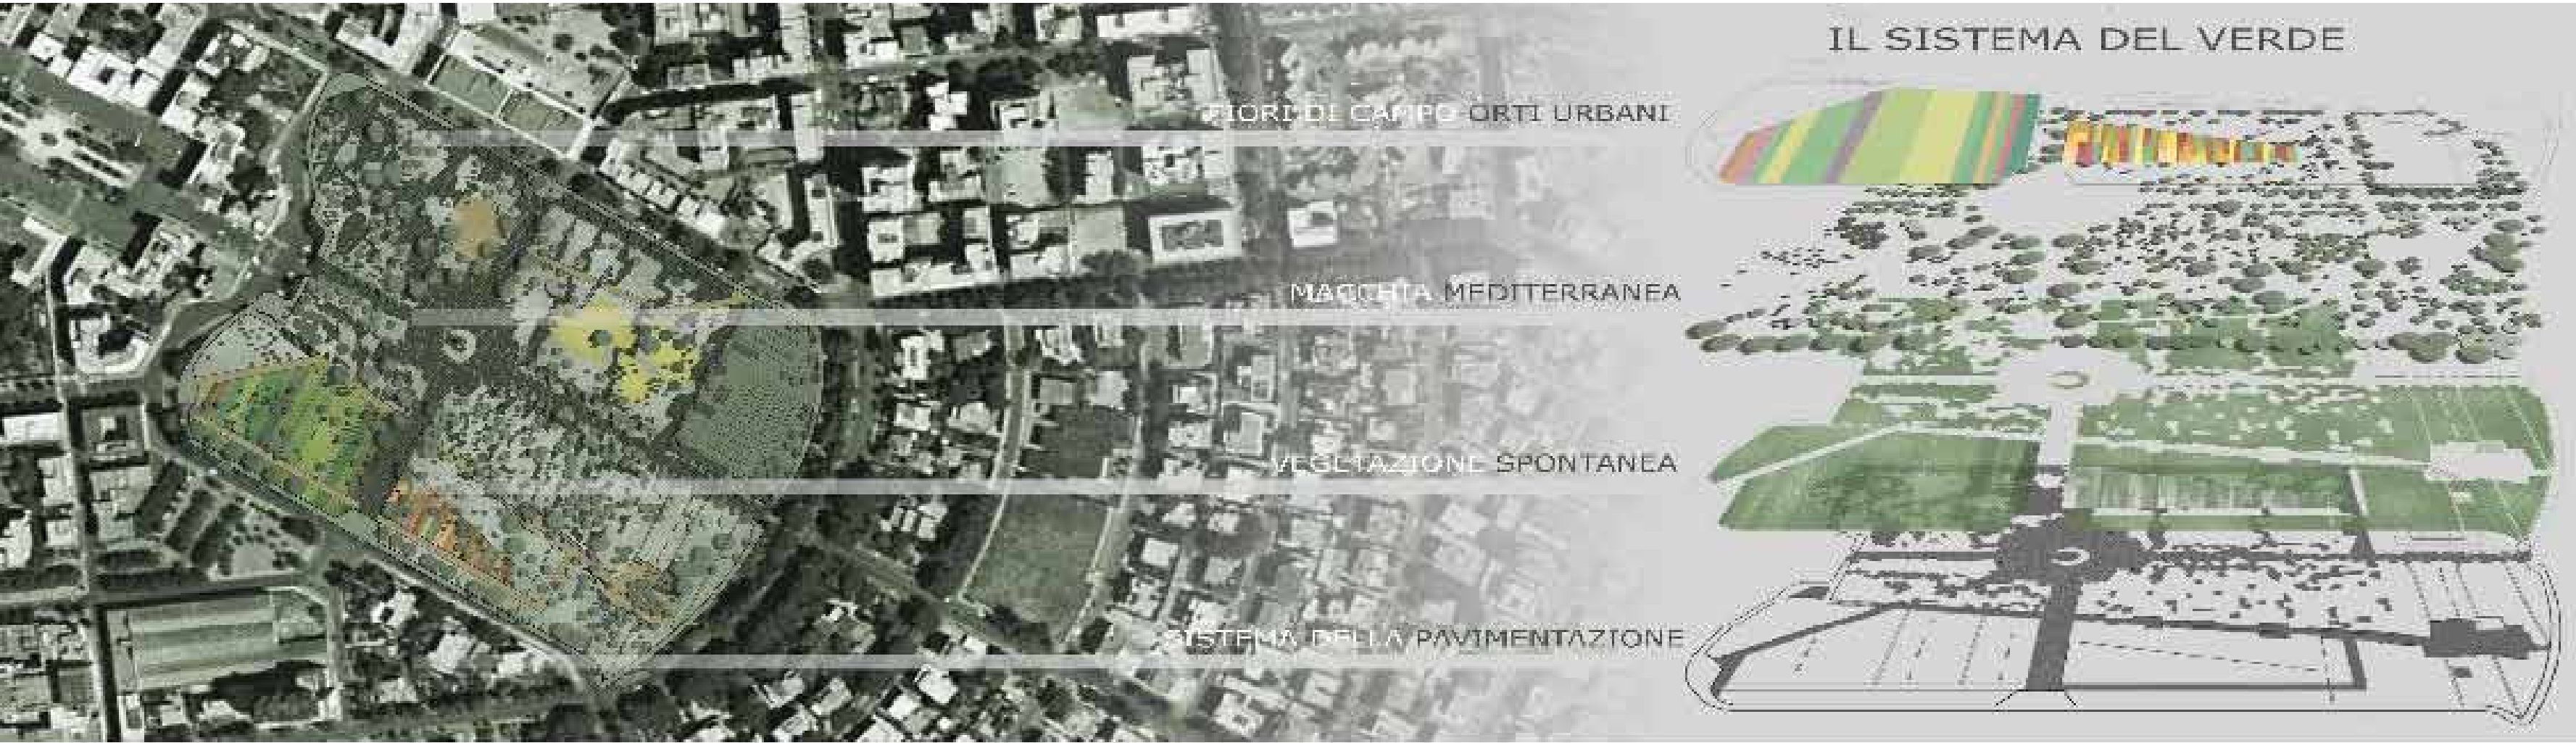 IL SISTEMA DEL VERDE
FIORI DI CAMPO ORTI URBANI
MACCHIA MEDITERRANEA
VEGETAZIONE SPONTANEA
SISTEMA DELLA PAVIMENTAZIONE